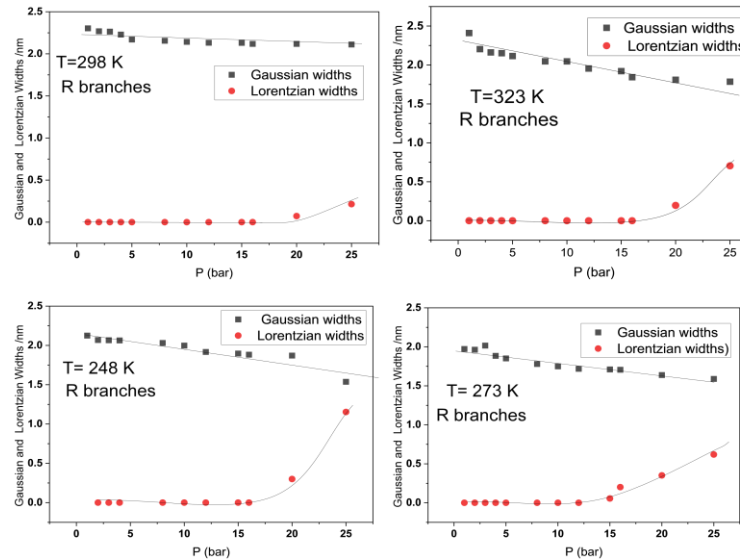 2.5
2.0
1.5
1.0
0.5
0.0
Gaussian and Lorentzian Widths /nm
T=298 K
R branches
Gaussian widths
Lorentzian widths
0 5 10 15 20 25
P (bar)
2.5
2.0
1.5
1.0
0.5
0.0
Gaussian and Lorentzian Widths /nm
Gaussian widths
Lorentzian widths)
T=323 K
R branches
0 5 10 15 20 25
P (bar)
2.5
2.0
1.5
1.0
0.5
0.0
Gaussian and Lorentzian Widths /nm
Gaussian widths
Lorentzian widths
T= 248 K
R branches
0 5 10 15 20 25
P (bar)
2.5
2.0
1.5
1.0
0.5
0.0
Gaussian and Lorentzian Widths /nm
Gaussian widths
Lorentzian widths)
T=273 K
R branches
0 5 10 15 20 25
P (bar)